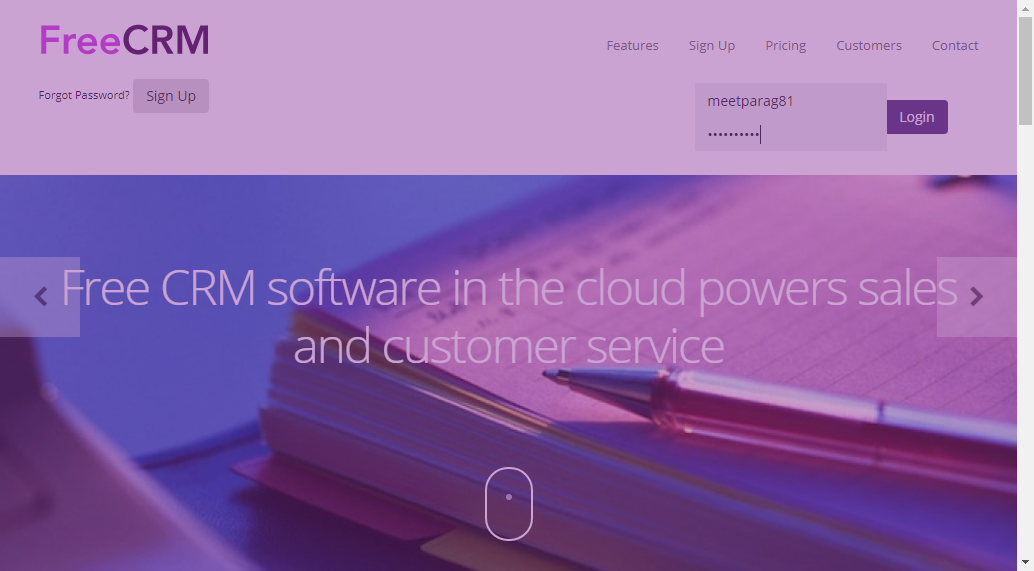 FreeCRM
Features Sign Up Pricing Customers Contact
Forgot Password? Sign Up
meetparag81
••••••••••
Login
Free CRM software in the cloud powers sales
and customer service